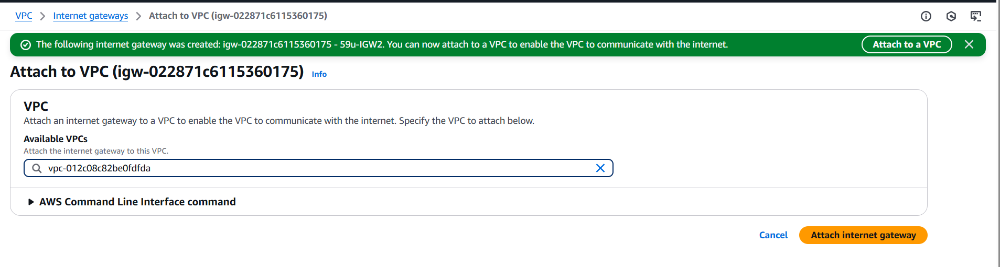 VPC > Internet gateways > Attach to VPC (igw-022871c6115360175)
The following internet gateway was created: igw-022871c6115360175 - 59u-IGW2. You can now attach to a VPC to enable the VPC to communicate with the internet. Attach to a VPC
Attach to VPC (igw-022871c6115360175) Info
VPC
Attach an internet gateway to a VPC to enable the VPC to communicate with the internet. Specify the VPC to attach below.
Available VPCs
Attach the internet gateway to this VPC.
vpc-012c08c82be0fdfda
AWS Command Line Interface command
Cancel Attach internet gateway